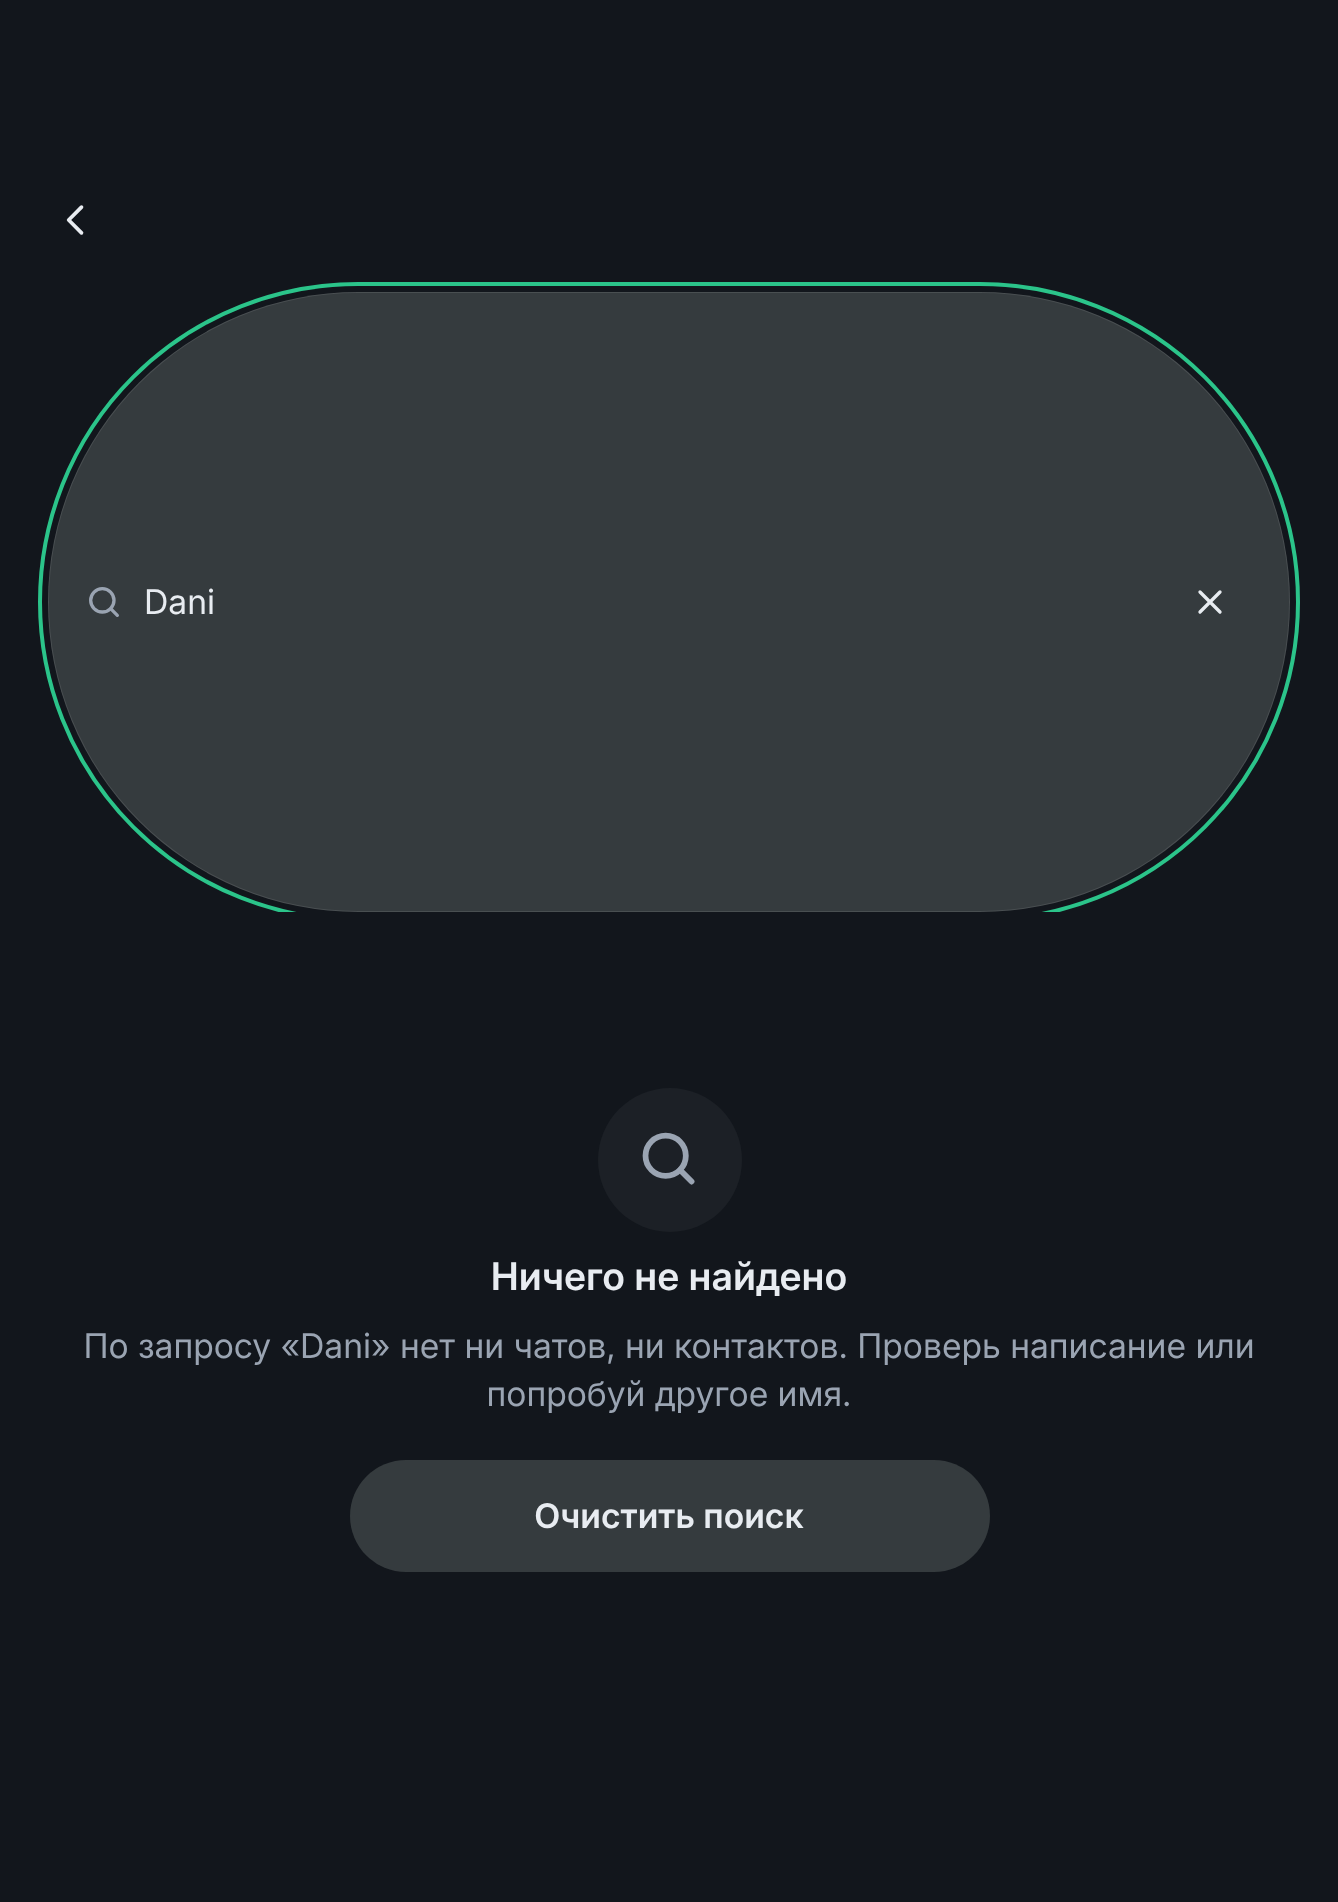 Dani
Ничего не найдено
По запросу «Dani» нет ни чатов, ни контактов. Проверь написание или
попробуй другое имя.
Очистить поиск